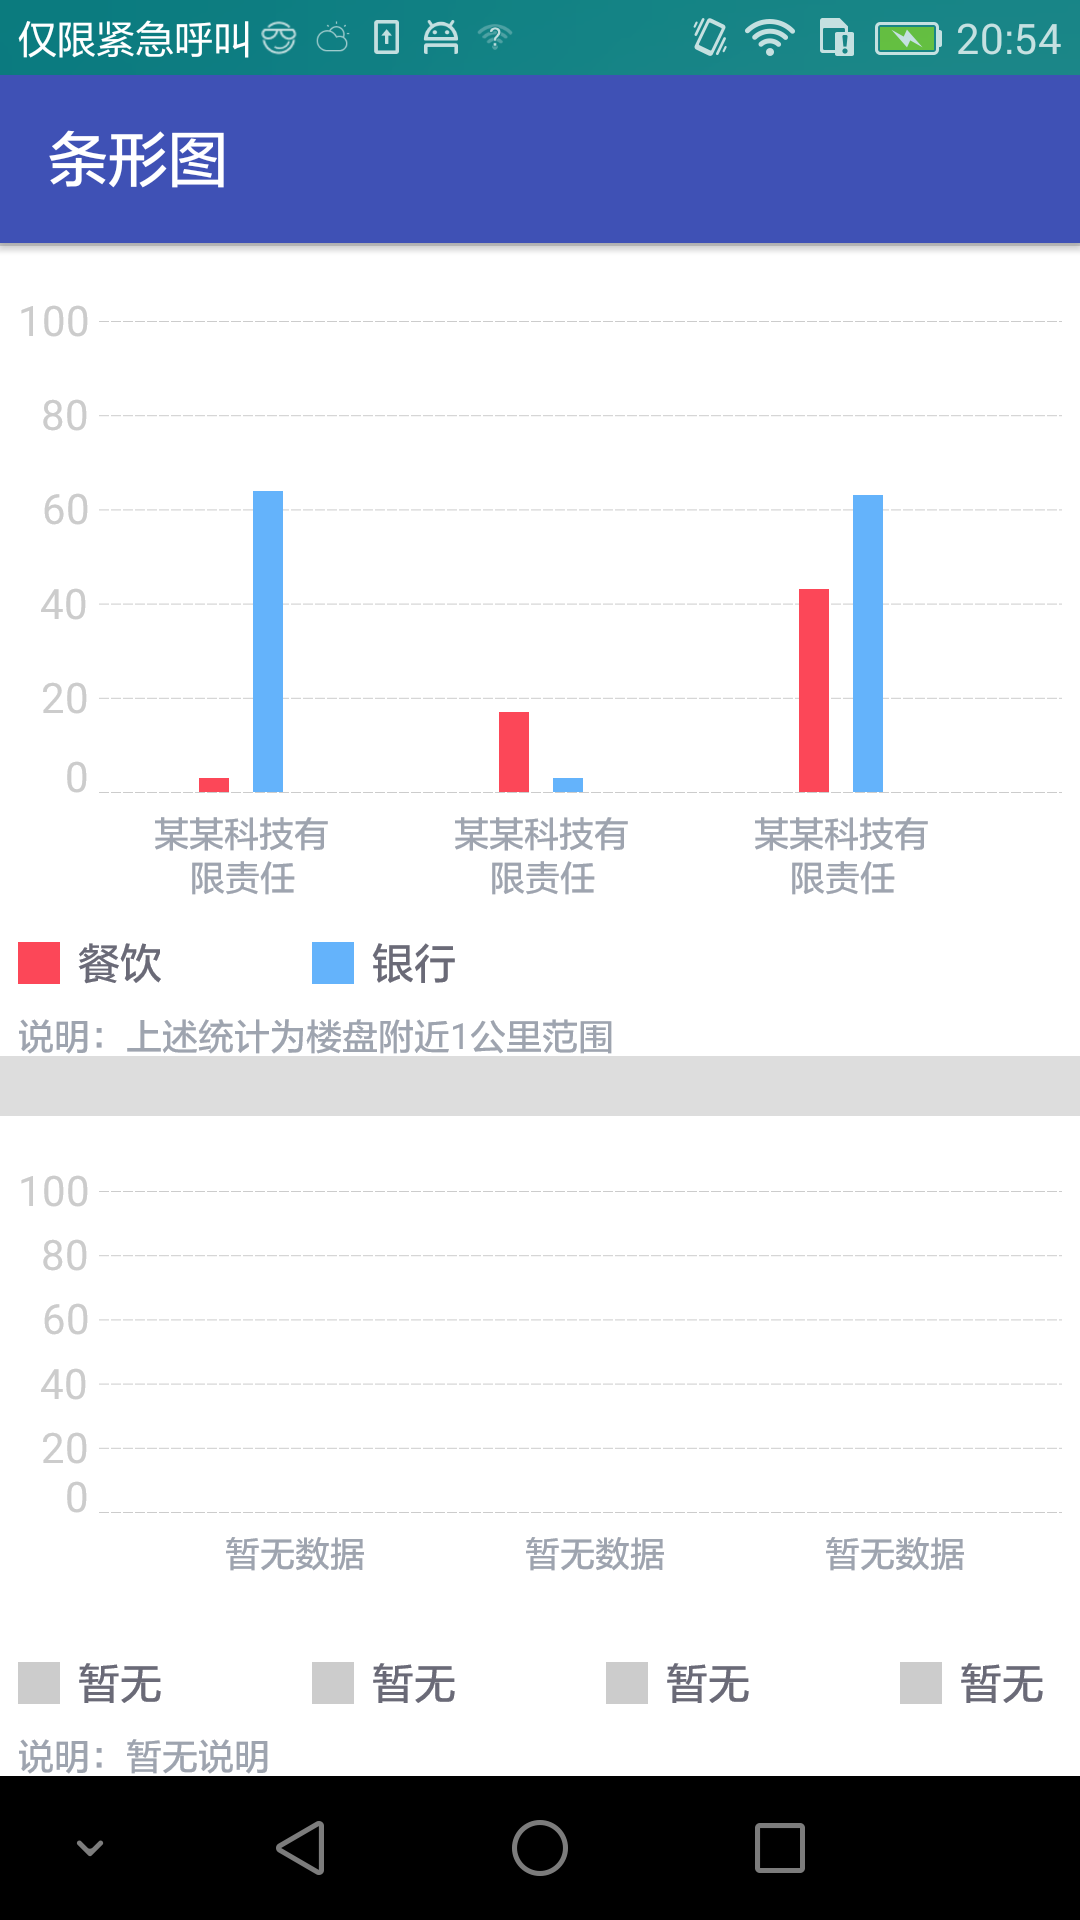 仅限紧急呼叫 20:54
条形图
100
80
60
40
20
0
某某科技有 某某科技有 某某科技有
限责任 限责任 限责任
餐饮 银行
说明：上述统计为楼盘附近1公里范围
100
80
60
40
20
0
暂无数据 暂无数据 暂无数据
暂无 暂无 暂无 暂无
说明：暂无说明